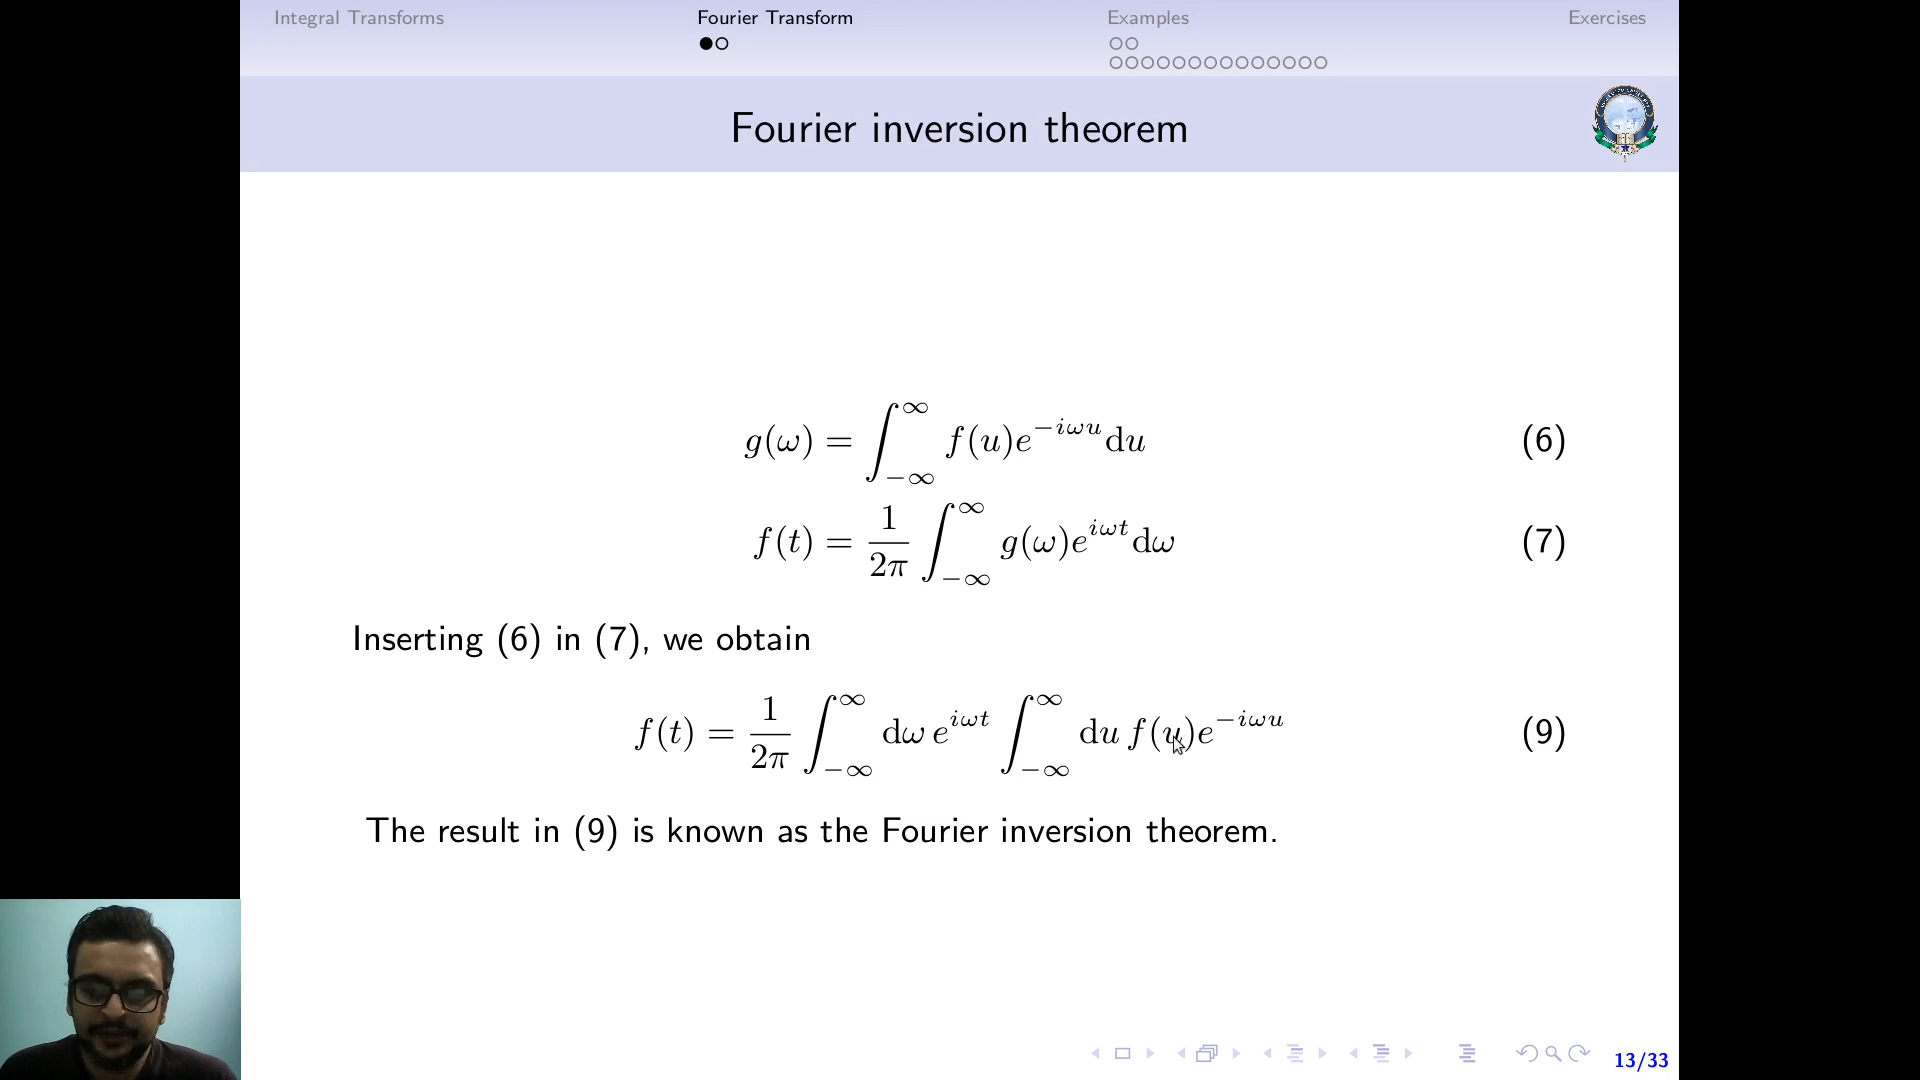 Integral Transforms Fourier Transform Examples Exercises
Fourier inversion theorem
g(ω) = ∫_{−∞}^{∞} f(u)e^{−iωu}du (6)
f(t) = \frac{1}{2π} ∫_{−∞}^{∞} g(ω)e^{iωt}dω (7)
Inserting (6) in (7), we obtain
f(t) = \frac{1}{2π} ∫_{−∞}^{∞} dω e^{iωt} ∫_{−∞}^{∞} du f(u)e^{−iωu} (9)
The result in (9) is known as the Fourier inversion theorem.
13/33